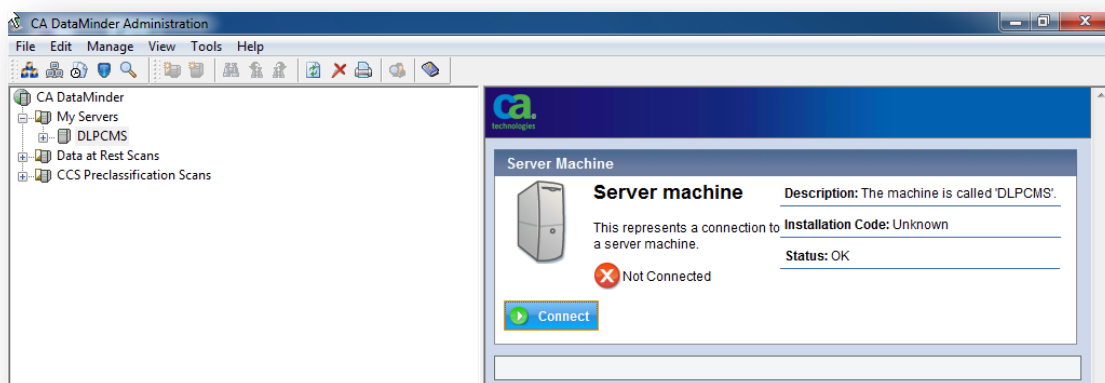 CA DataMinder Administration
File Edit Manage View Tools Help
CA DataMinder
My Servers
DLPCMS
Data at Rest Scans
CCS Preclassification Scans
ca.
technologies
Server Machine
Server machine
This represents a connection to
a server machine.
Not Connected
Connect
Description: The machine is called 'DLPCMS'.
Installation Code: Unknown
Status: OK